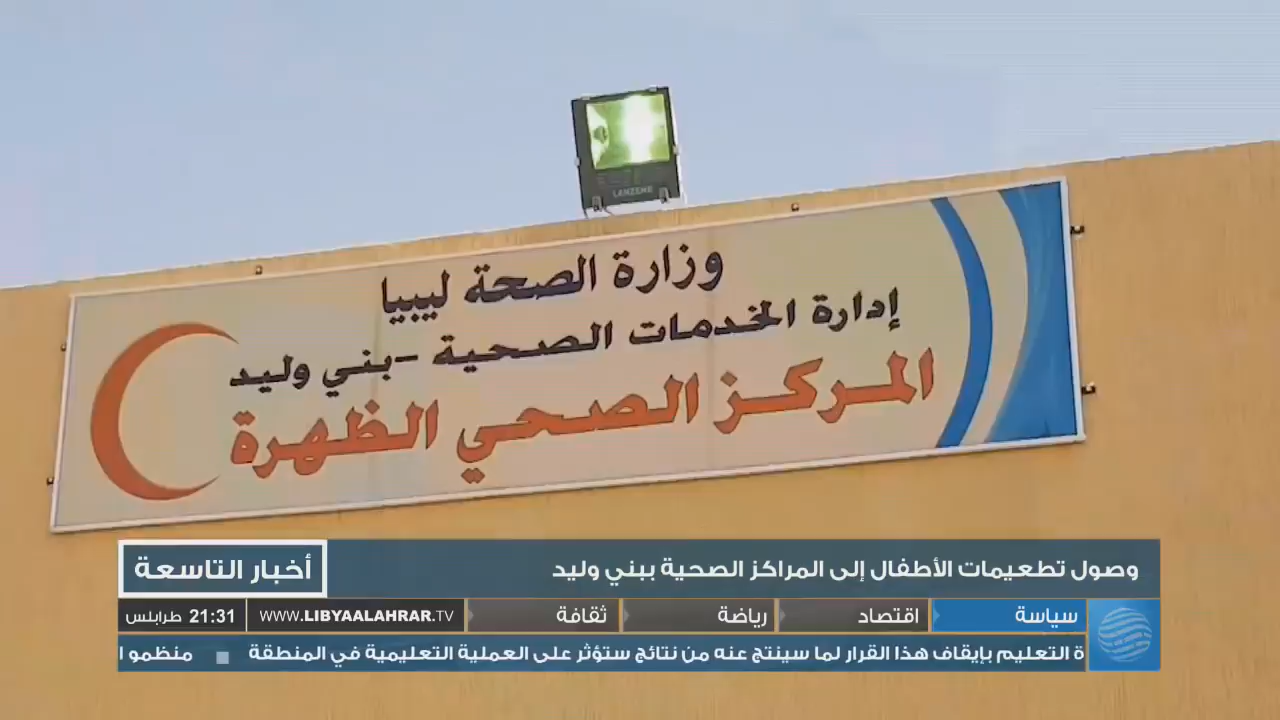 LANZENE
وزارة الصحة ليبيا
إدارة الخدمات الصحية - بني وليد
المركز الصحي الظهرة
وصول تطعيمات الأطفال إلى المراكز الصحية ببني وليد
أخبار التاسعة
سياسة
اقتصاد
رياضة
ثقافة
WWW.LIBYAALAHRAR.TV
21:31 طرابلس
ة التعليم بإيقاف هذا القرار لما سينتج عنه من نتائج ستؤثر على العملية التعليمية في المنطقة ■ منظمو ا